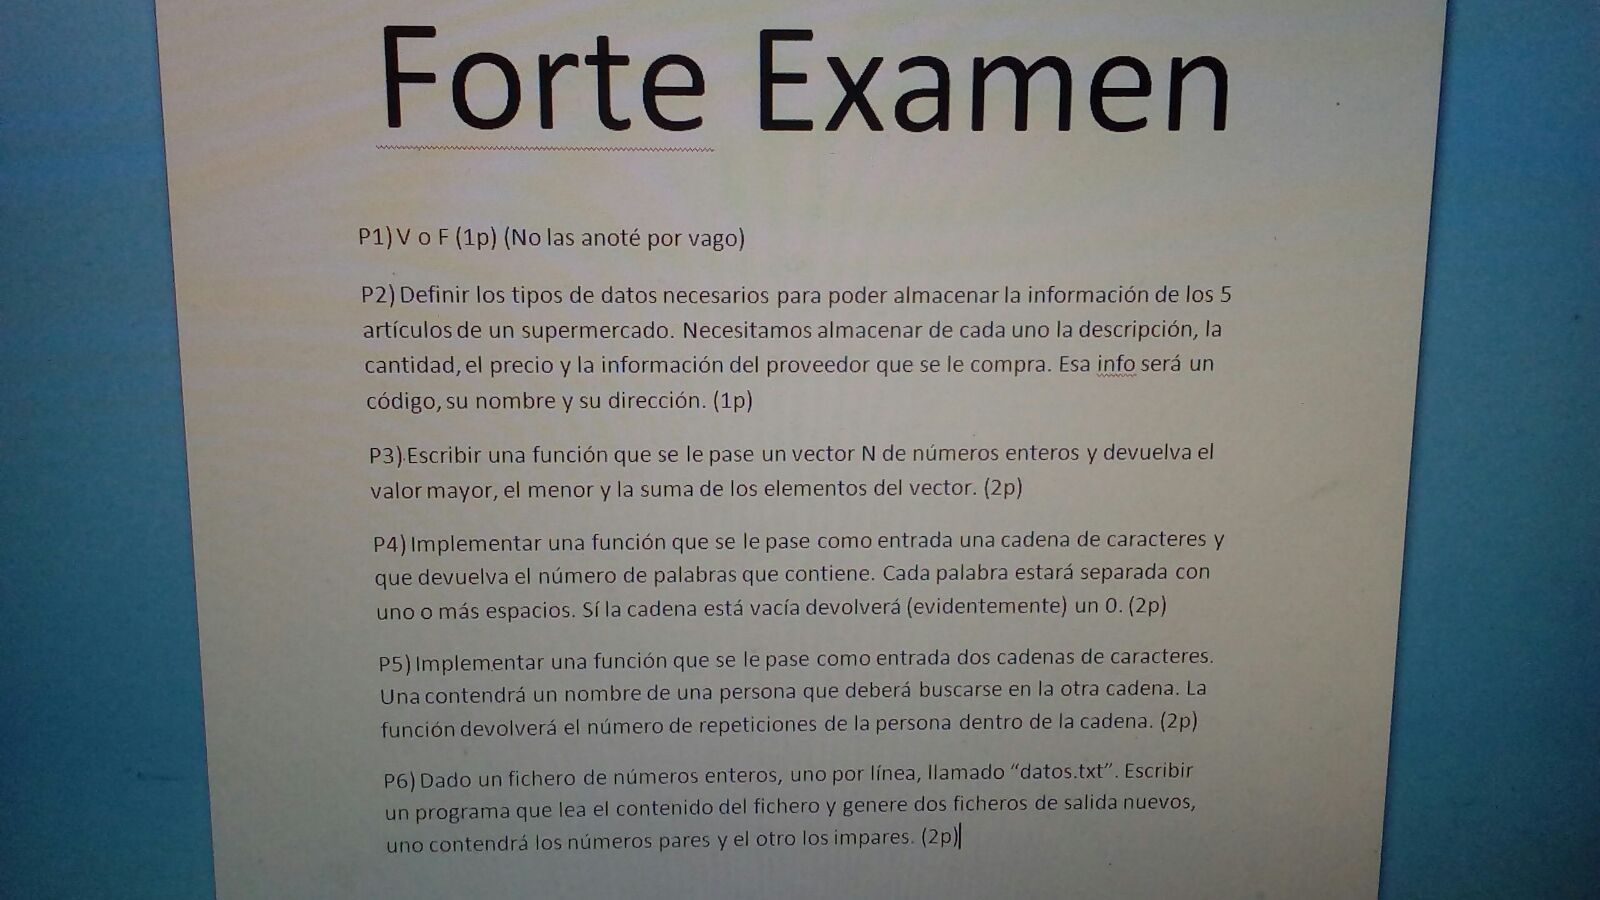 Forte Examen
P1) V o F (1p) (No las anoté por vago)
P2) Definir los tipos de datos necesarios para poder almacenar la información de los 5
artículos de un supermercado. Necesitamos almacenar de cada uno la descripción, la
cantidad, el precio y la información del proveedor que se le compra. Esa info será un
código, su nombre y su dirección. (1p)
P3) Escribir una función que se le pase un vector N de números enteros y devuelva el
valor mayor, el menor y la suma de los elementos del vector. (2p)
P4) Implementar una función que se le pase como entrada una cadena de caracteres y
que devuelva el número de palabras que contiene. Cada palabra estará separada con
uno o más espacios. Sí la cadena está vacía devolverá (evidentemente) un 0. (2p)
P5) Implementar una función que se le pase como entrada dos cadenas de caracteres.
Una contendrá un nombre de una persona que deberá buscarse en la otra cadena. La
función devolverá el número de repeticiones de la persona dentro de la cadena. (2p)
P6) Dado un fichero de números enteros, uno por línea, llamado “datos.txt”. Escribir
un programa que lea el contenido del fichero y genere dos ficheros de salida nuevos,
uno contendrá los números pares y el otro los impares. (2p)